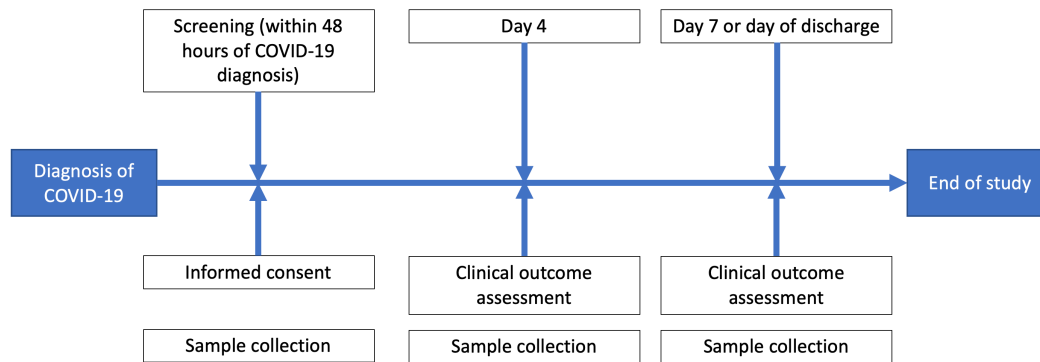 Screening (within 48
hours of COVID-19
diagnosis)
Day 4
Day 7 or day of discharge
Diagnosis of
COVID-19
End of study
Informed consent
Clinical outcome
assessment
Clinical outcome
assessment
Sample collection
Sample collection
Sample collection